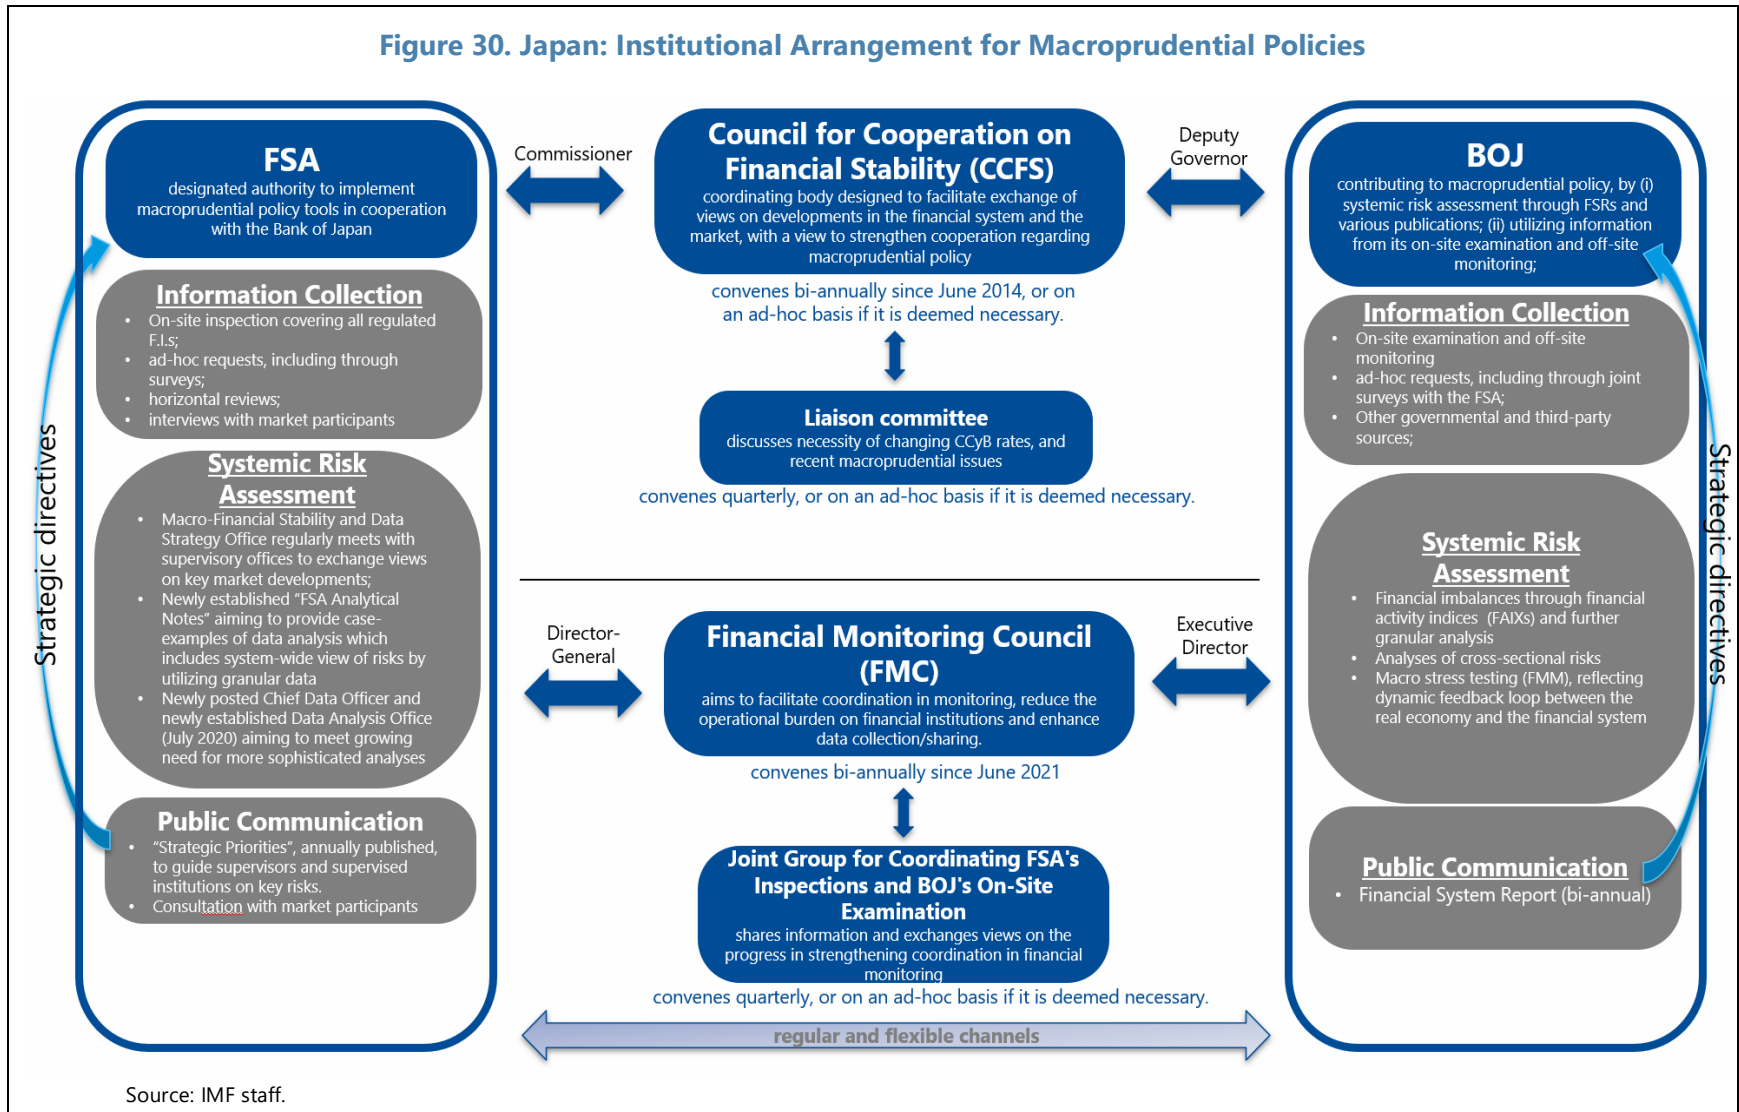 Figure 30. Japan: Institutional Arrangement for Macroprudential Policies
FSA
designated authority to implement
macroprudential policy tools in cooperation
with the Bank of Japan
Information Collection
• On-site inspection covering all regulated
F.I.s;
• ad-hoc requests, including through
surveys;
• horizontal reviews;
• interviews with market participants
Systemic Risk
Assessment
• Macro-Financial Stability and Data
Strategy Office regularly meets with
supervisory offices to exchange views
on key market developments;
• Newly established “FSA Analytical
Notes” aiming to provide case-
examples of data analysis which
includes system-wide view of risks by
utilizing granular data
• Newly posted Chief Data Officer and
newly established Data Analysis Office
(July 2020) aiming to meet growing
need for more sophisticated analyses
Public Communication
• “Strategic Priorities”, annually published,
to guide supervisors and supervised
institutions on key risks.
• Consultation with market participants
Strategic directives
Commissioner
Council for Cooperation on
Financial Stability (CCFS)
coordinating body designed to facilitate exchange of
views on developments in the financial system and the
market, with a view to strengthen cooperation regarding
macroprudential policy
convenes bi-annually since June 2014, or on
an ad-hoc basis if it is deemed necessary.
Deputy
Governor
Liaison committee
discusses necessity of changing CCyB rates, and
recent macroprudential issues
convenes quarterly, or on an ad-hoc basis if it is deemed necessary.
Director-
General
Financial Monitoring Council
(FMC)
aims to facilitate coordination in monitoring, reduce the
operational burden on financial institutions and enhance
data collection/sharing.
convenes bi-annually since June 2021
Executive
Director
Joint Group for Coordinating FSA's
Inspections and BOJ's On-Site
Examination
shares information and exchanges views on the
progress in strengthening coordination in financial
monitoring
convenes quarterly, or on an ad-hoc basis if it is deemed necessary.
regular and flexible channels
BOJ
contributing to macroprudential policy, by (i)
systemic risk assessment through FSRs and
various publications; (ii) utilizing information
from its on-site examination and off-site
monitoring;
Information Collection
• On-site examination and off-site
monitoring
• ad-hoc requests, including through joint
surveys with the FSA;
• Other governmental and third-party
sources;
Systemic Risk
Assessment
• Financial imbalances through financial
activity indices (FAIXs) and further
granular analysis
• Analyses of cross-sectional risks
• Macro stress testing (FMM), reflecting
dynamic feedback loop between the
real economy and the financial system
Public Communication
• Financial System Report (bi-annual)
Strategic directives
Source: IMF staff.